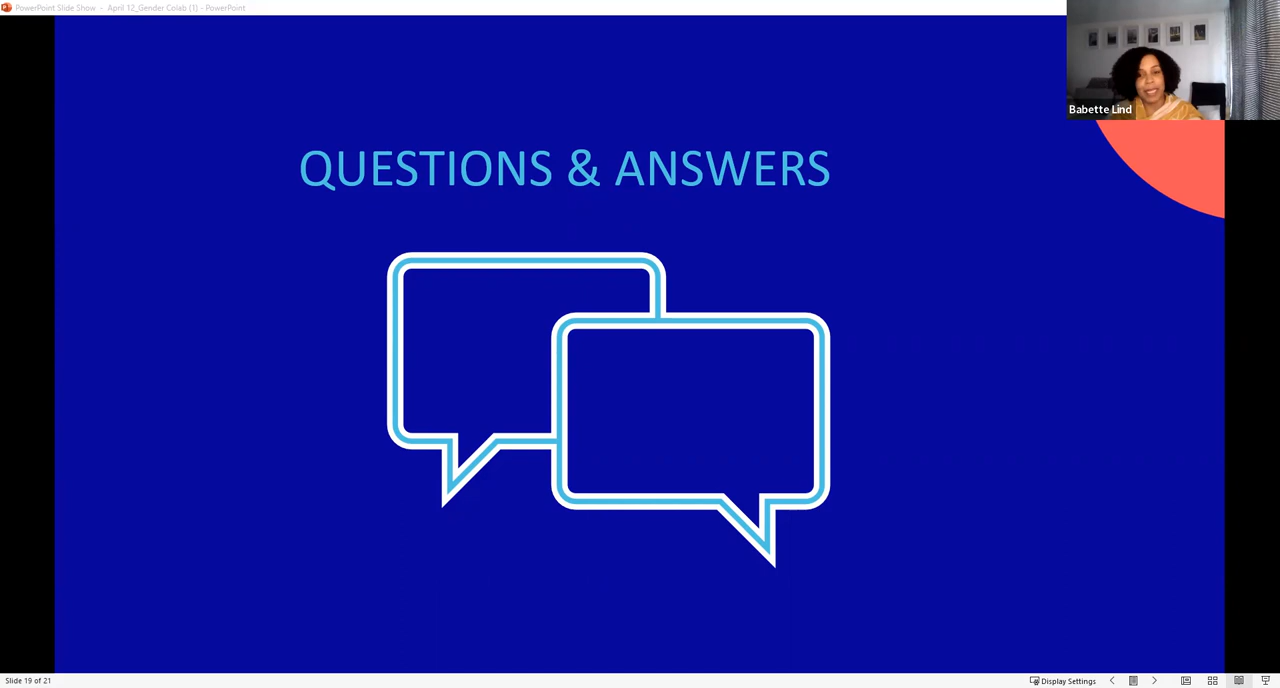 PowerPoint Slide Show - April 12_Gender Colab (1) - PowerPoint
Babette Lind
QUESTIONS & ANSWERS
Slide 19 of 21
Display Settings